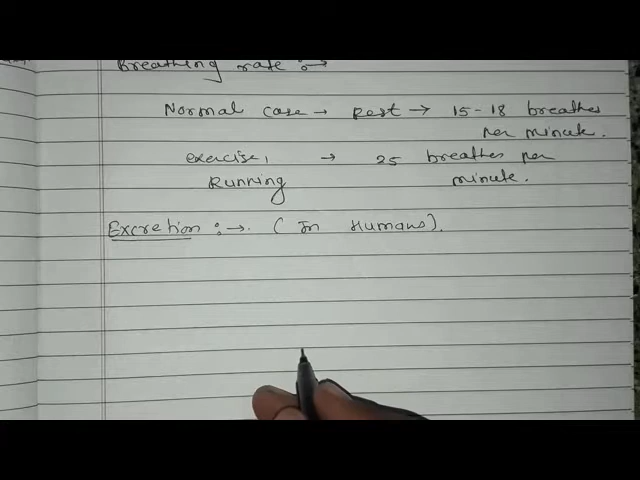 Breathing rate :→
Normal case → Rest → 15-18 breathes
per minute.
exercise, → 25 breathes per
Running minute.
Excretion :→. (In Humans).